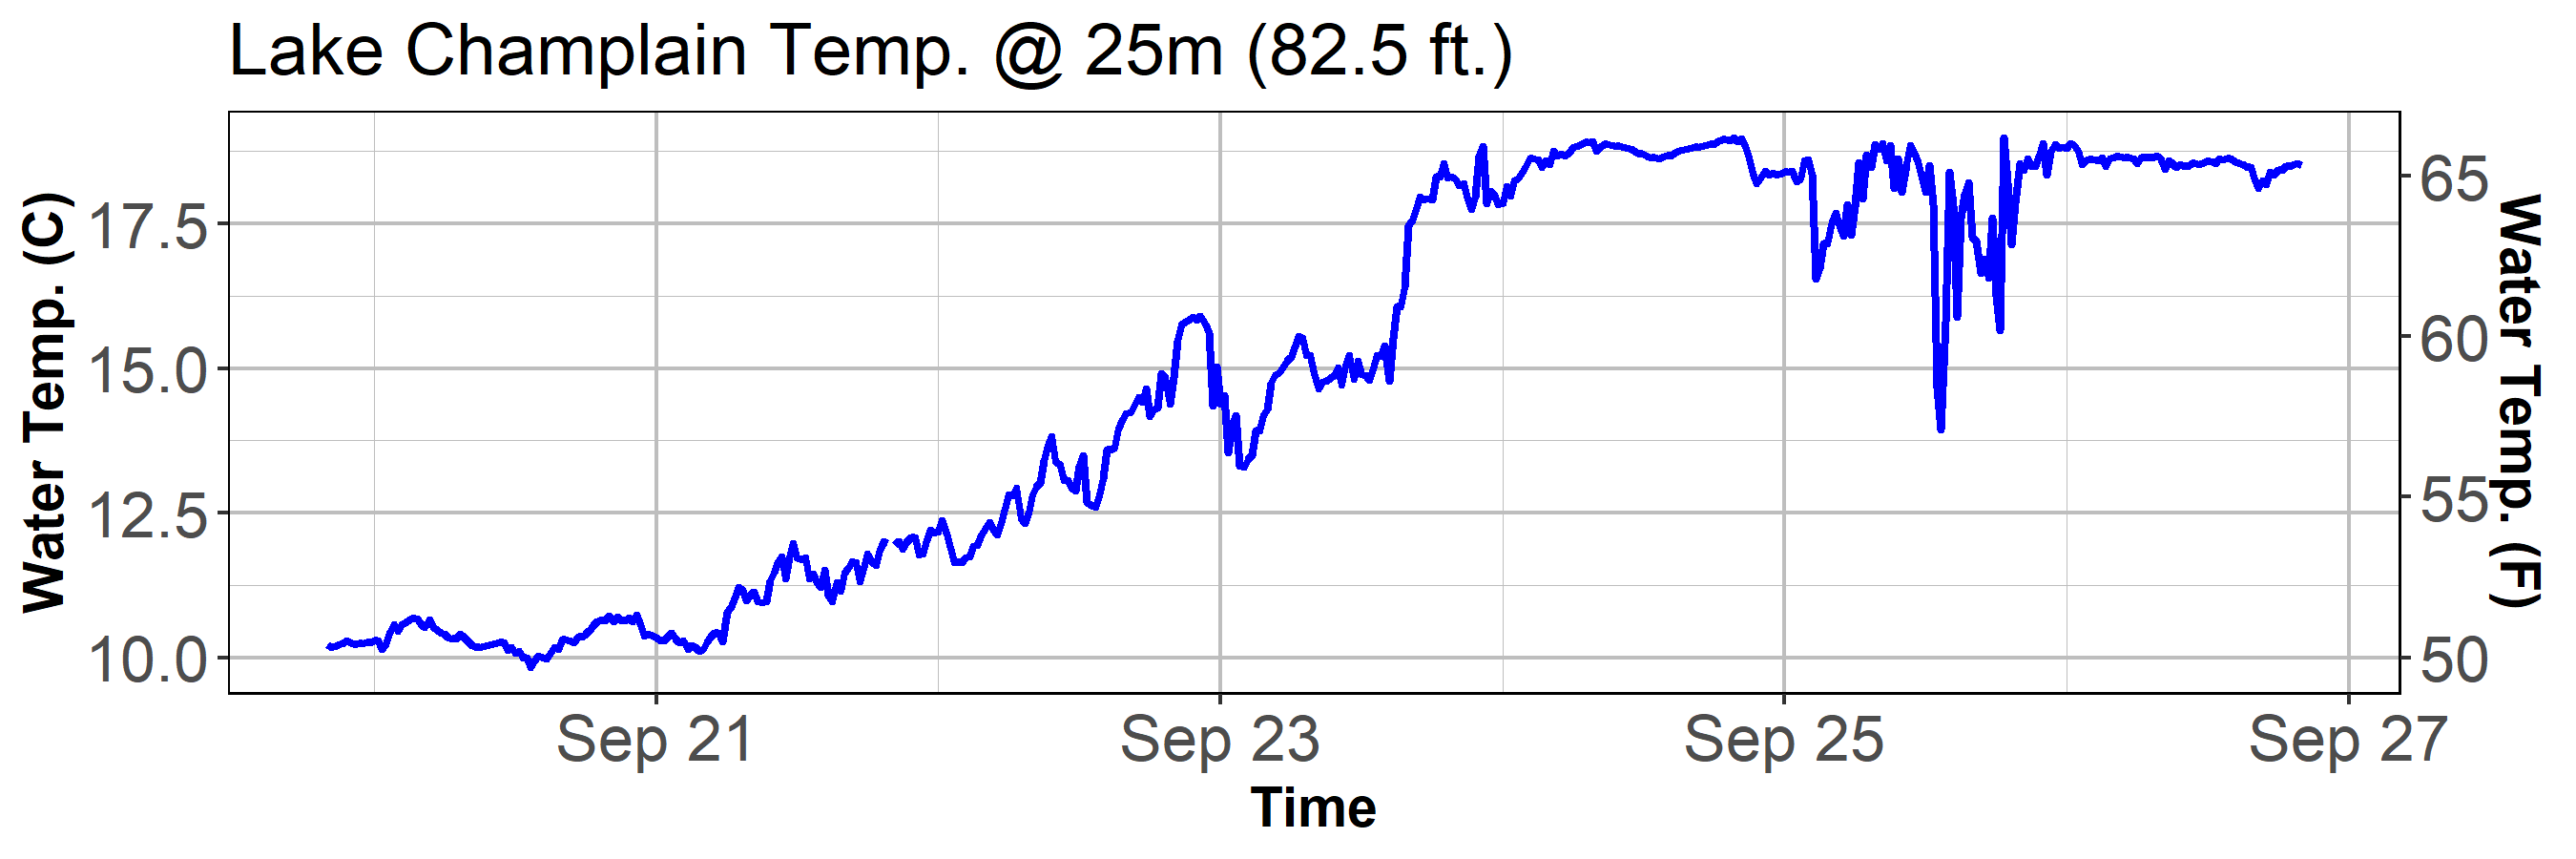 Lake Champlain Temp. @ 25m (82.5 ft.)
Water Temp. (C)
17.5
15.0
12.5
10.0
65
60
55
50
Water Temp. (F)
Sep 21
Sep 23
Sep 25
Sep 27
Time